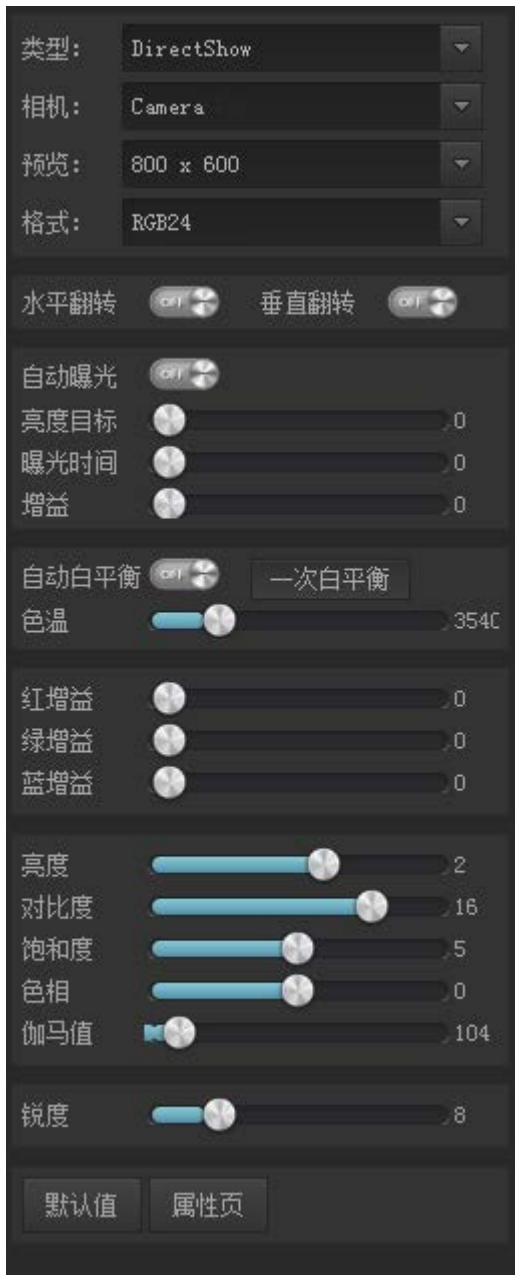 类型: DirectShow
相机: Camera
预览: 800 x 600
格式: RGB24
水平翻转 OFF 垂直翻转 OFF
自动曝光 OFF
亮度目标 0
曝光时间 0
增益 0
自动白平衡 OFF 一次白平衡
色温 3540
红增益 0
绿增益 0
蓝增益 0
亮度 2
对比度 16
饱和度 5
色相 0
伽马值 104
锐度 8
默认值 属性页